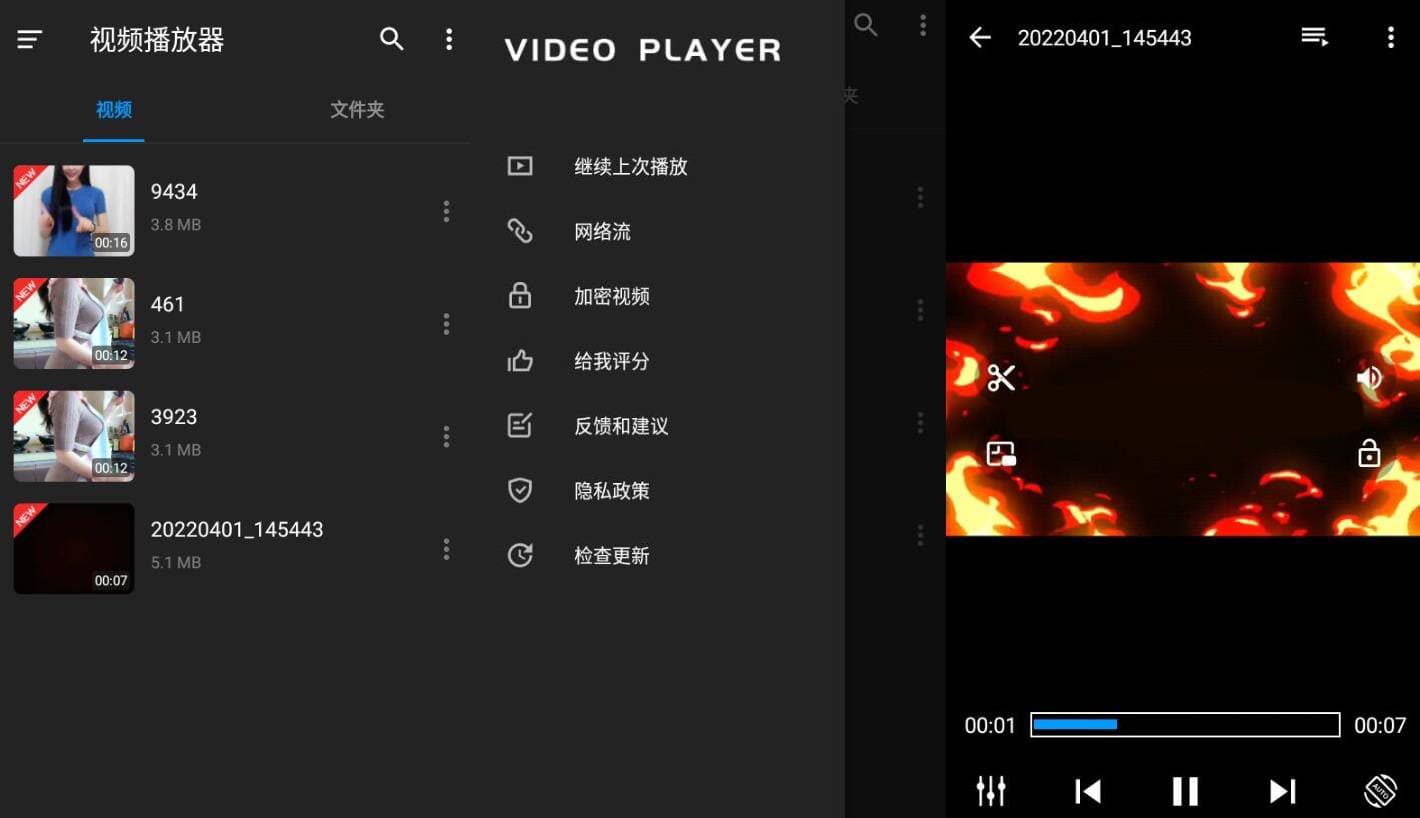 视频播放器
视频
文件夹
NEW
00:16
9434
3.8 MB
NEW
00:12
461
3.1 MB
NEW
00:12
3923
3.1 MB
NEW
00:07
20220401_145443
5.1 MB
VIDEO PLAYER
继续上次播放
网络流
加密视频
给我评分
反馈和建议
隐私政策
检查更新
夹
20220401_145443
00:01
00:07
AUTO